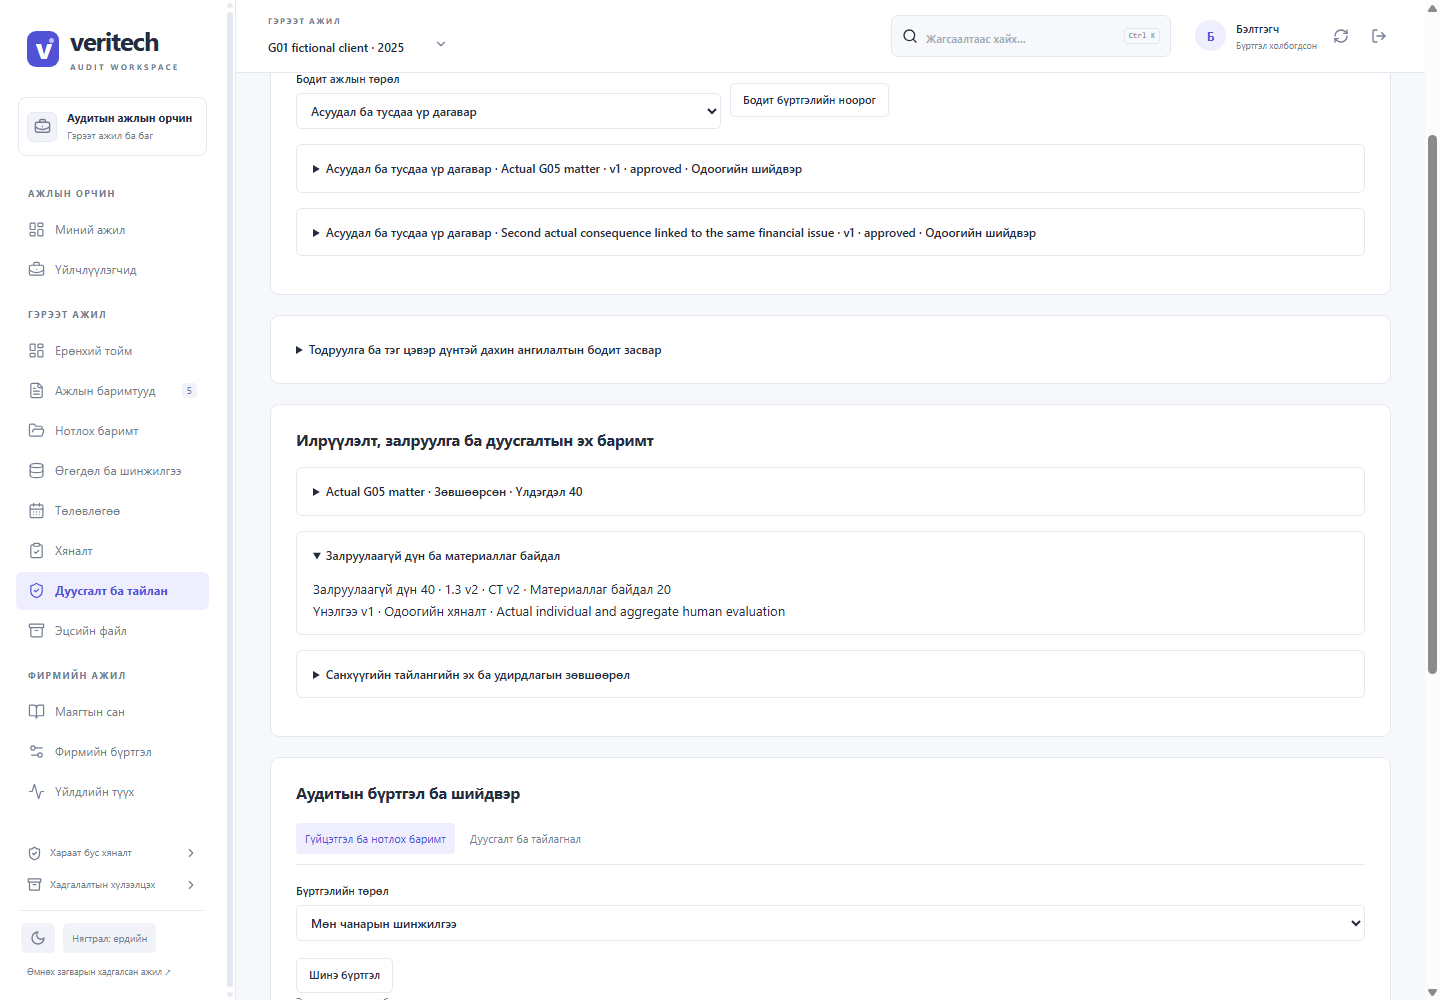 veritech
AUDIT WORKSPACE
Аудитын ажлын орчин
Гэрээт ажил ба баг
АЖЛЫН ОРЧИН
Миний ажил
Үйлчлүүлэгчид
ГЭРЭЭТ АЖИЛ
Ерөнхий тойм
Ажлын баримтууд 5
Нотлох баримт
Өгөгдөл ба шинжилгээ
Төлөвлөгөө
Хяналт
Дуусгалт ба тайлан
Эцсийн файл
ФИРМИЙН АЖИЛ
Маягтын сан
Фирмийн бүртгэл
Үйлдлийн түүх
Хараат бус хяналт
Хадгалалтын хүлээлцэх
Нягтрал: ердийн
Өмнөх загварын хадгалсан ажил ↗
ГЭРЭЭТ АЖИЛ
G01 fictional client · 2025
Жагсаалтаас хайх...
Ctrl K
Б
Бэлтгэгч
Бүртгэл холбогдсон
Бодит ажлын төрөл
Асуудал ба тусдаа үр дагавар
Бодит бүртгэлийн ноорог
Асуудал ба тусдаа үр дагавар · Actual G05 matter · v1 · approved · Одоогийн шийдвэр
Асуудал ба тусдаа үр дагавар · Second actual consequence linked to the same financial issue · v1 · approved · Одоогийн шийдвэр
Тодруулга ба тэг цэвэр дүнтэй дахин ангилалтын бодит засвар
Илрүүлэлт, залруулга ба дуусгалтын эх баримт
Actual G05 matter · Зөвшөөрсөн · Үлдэгдэл 40
Залруулаагүй дүн ба материаллаг байдал
Залруулаагүй дүн 40 · 1.3 v2 · СТ v2 · Материаллаг байдал 20
Үнэлгээ v1 · Одоогийн хяналт · Actual individual and aggregate human evaluation
Санхүүгийн тайлангийн эх ба удирдлагын зөвшөөрөл
Аудитын бүртгэл ба шийдвэр
Гүйцэтгэл ба нотлох баримт
Дуусгалт ба тайлагнал
Бүртгэлийн төрөл
Мөн чанарын шинжилгээ
Шинэ бүртгэл